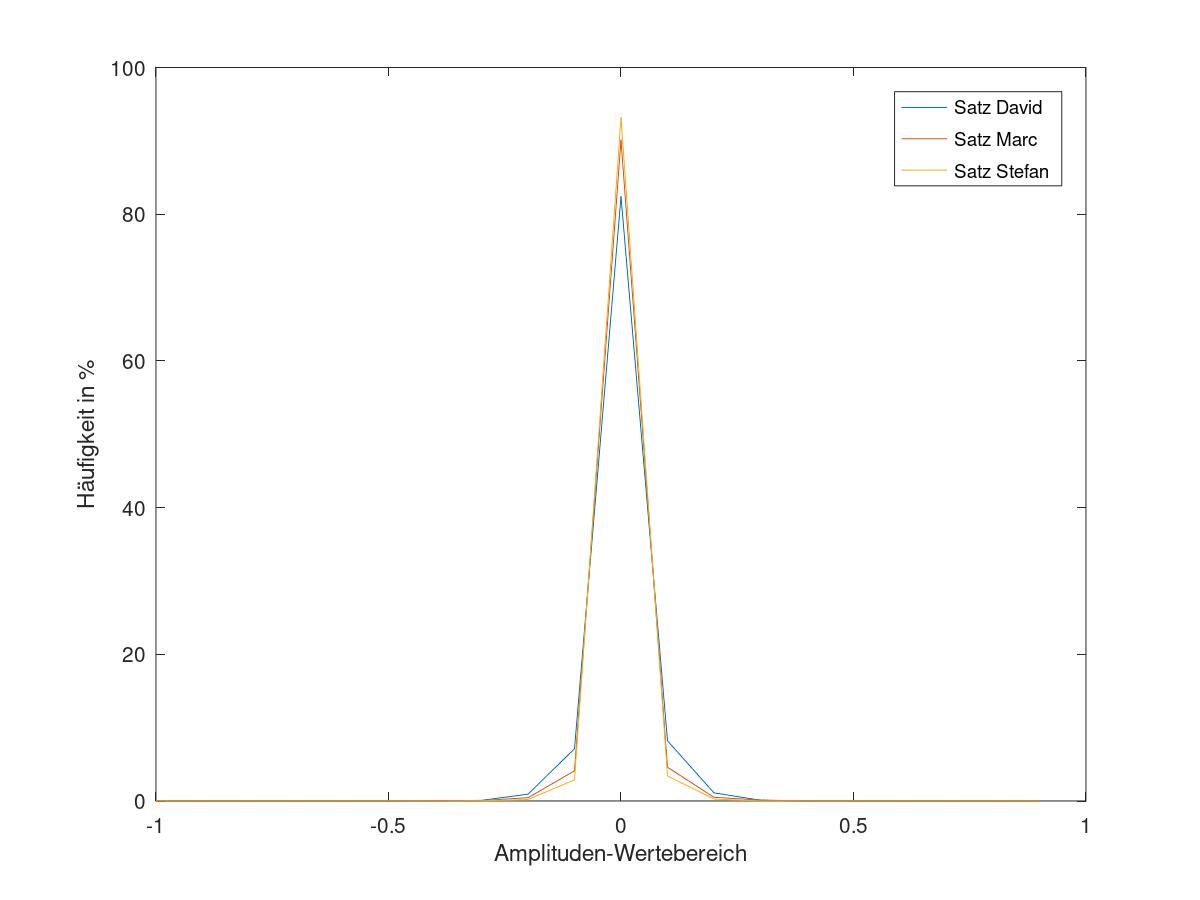 100
80
60
40
20
0
-1
-0.5
0
0.5
1
Häufigkeit in %
Amplituden-Wertebereich
Satz David
Satz Marc
Satz Stefan